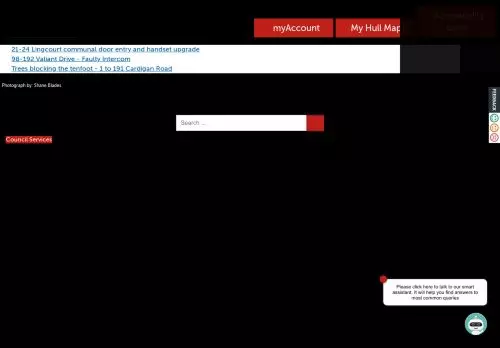 myAccount
My Hull Map
21-24 Lingcourt communal door entry and handset upgrade
98-192 Valiant Drive - Faulty Intercom
Trees blocking the tenfoot - 1 to 191 Cardigan Road
Photograph by: Shane Blades
FEEDBACK
Search ...
Council Services
Please click here to talk to our smart
assistant. It will help you find answers to
most common queries